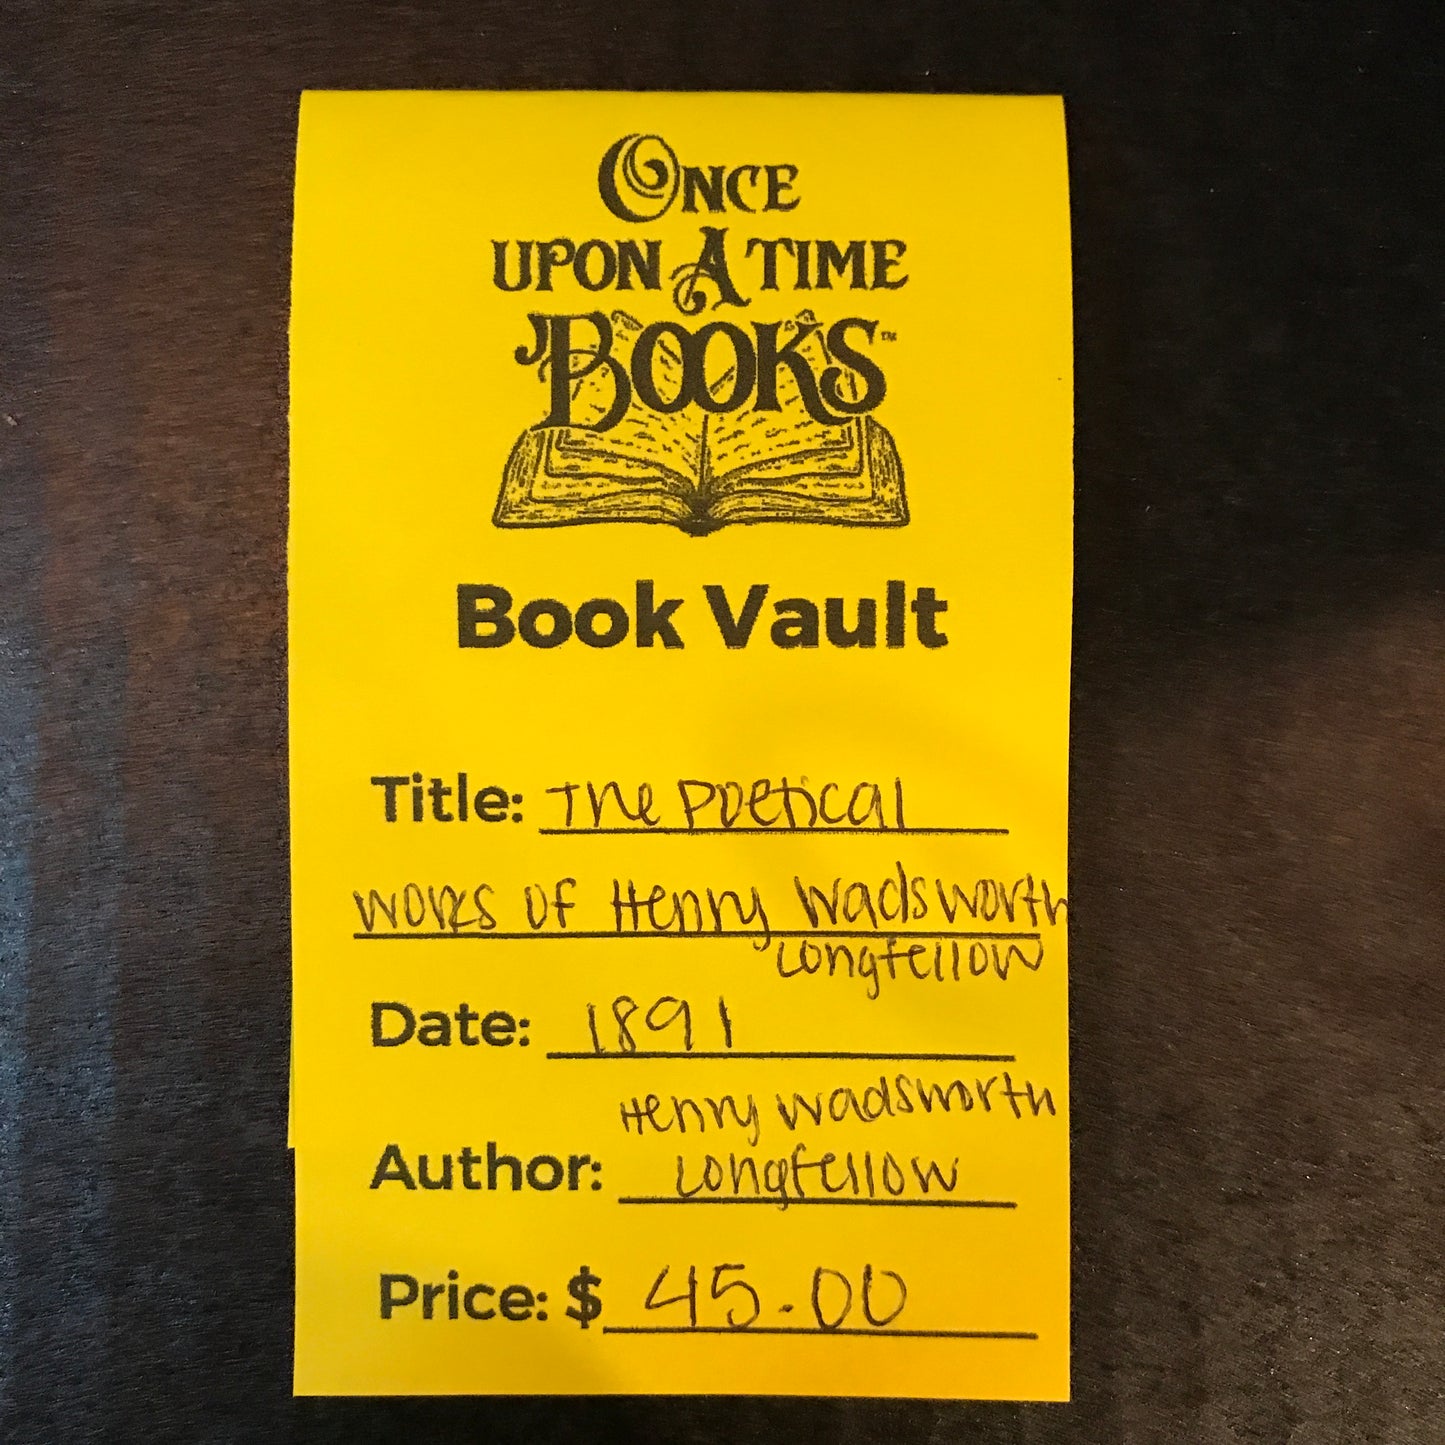 ONCE
UPON A TIME
BOOKS™
Book Vault
Title: The Poetical
Works of Henry Wadsworth
Longfellow
Date: 1891
Henry Wadsworth
Author: Longfellow
Price: $ 45.00